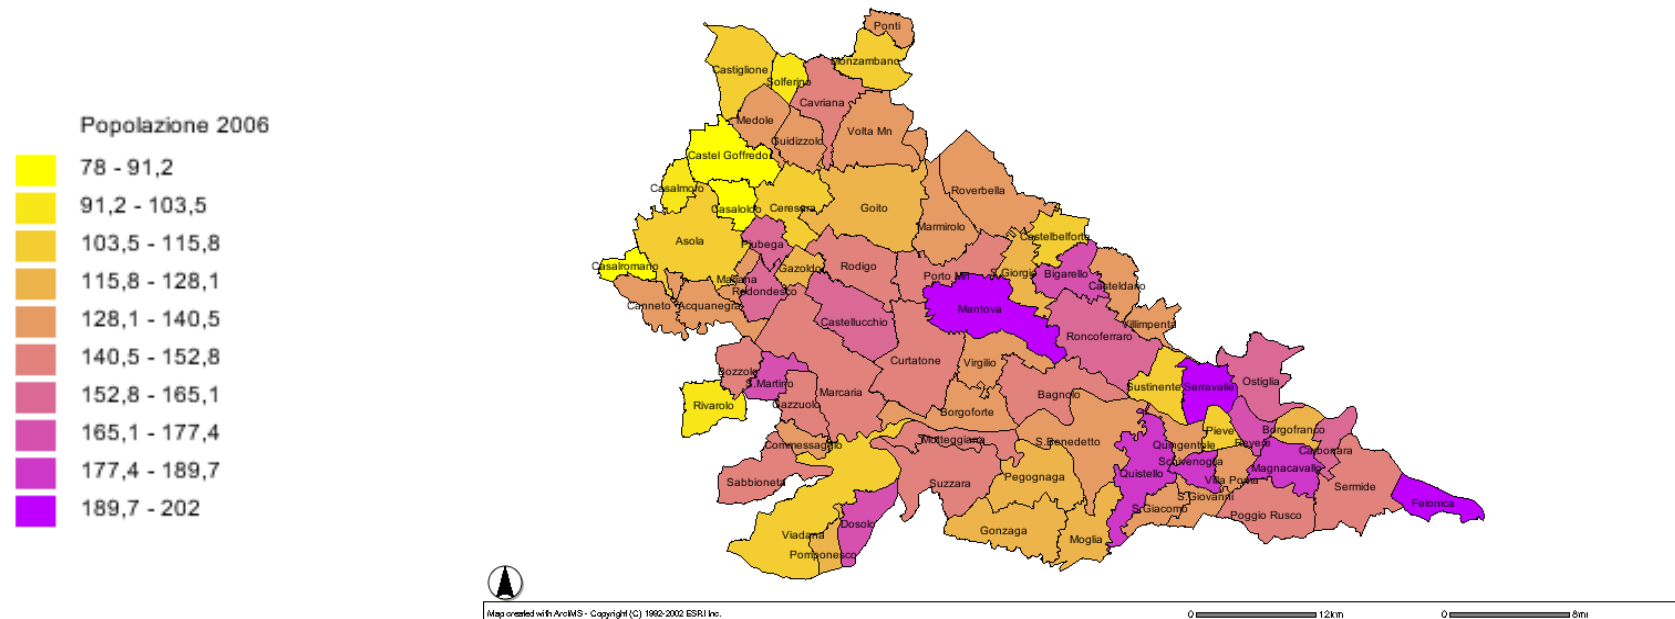 Popolazione 2006
78 - 91,2
91,2 - 103,5
103,5 - 115,8
115,8 - 128,1
128,1 - 140,5
140,5 - 152,8
152,8 - 165,1
165,1 - 177,4
177,4 - 189,7
189,7 - 202
Ponti
Monzambano
Castiglione
Solferino
Cavriana
Medole
Guidizzolo
Volta Mn
Castel Goffredo
Casalmoro
Casaloldo
Ceresara
Goito
Roverbella
Marmirolo
Castelbelforte
Asola
Piubega
Casalromano
Mariana
Gazoldo
Rodigo
Porto Mn
S.Giorgio
Bigarello
Casteldario
Redondesco
Canneto
Acquanegra
Castellucchio
Mantova
Villimpenta
Roncoferraro
Curtatone
Virgilio
Bozzolo
S.Martino
Marcaria
Gazzuolo
Rivarolo
Bagnolo
Sustinente
Serravalle
Ostiglia
Borgoforte
Commessaggio
Motteggiana
S.Benedetto
Quingentole
Pieve
Revere
Borgofranco
Carbonara
Sabbioneta
Suzzara
Pegognaga
Quistello
Schivenoglia
Villa Poma
Magnacavallo
Sermide
Felonica
Viadana
Dosolo
Pomponesco
Gonzaga
Moglia
S.Giacomo
S.Giovanni
Poggio Rusco
Map created with ArcIMS - Copyright (C) 1992-2002 ESRI Inc.
0 12km
0 8mi